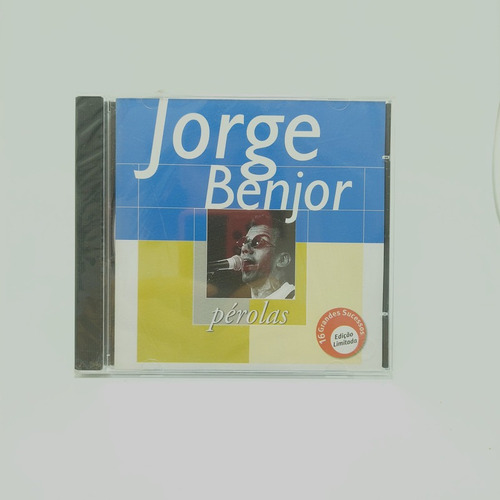 Jorge
Benjor
pérolas
16 Grandes Sucessos
Edição
Limitada